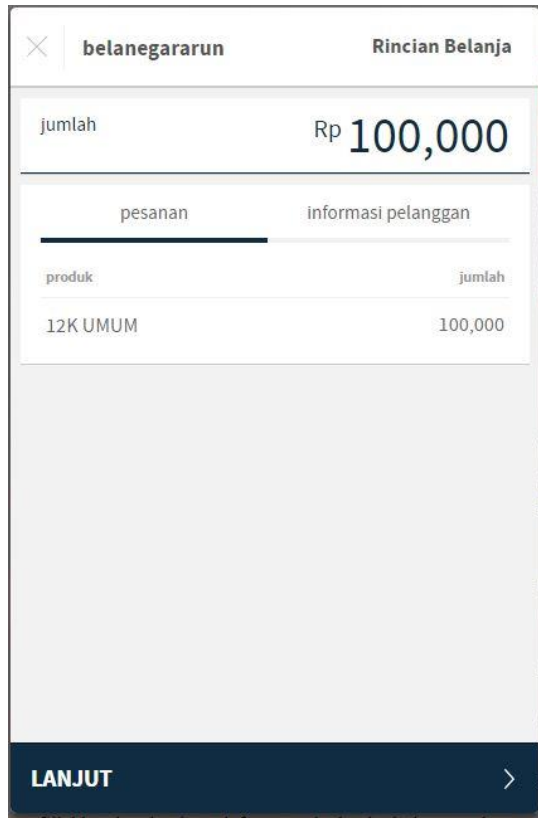 belanegararun Rincian Belanja
jumlah Rp 100,000
pesanan informasi pelanggan
produk jumlah
12K UMUM 100,000
LANJUT